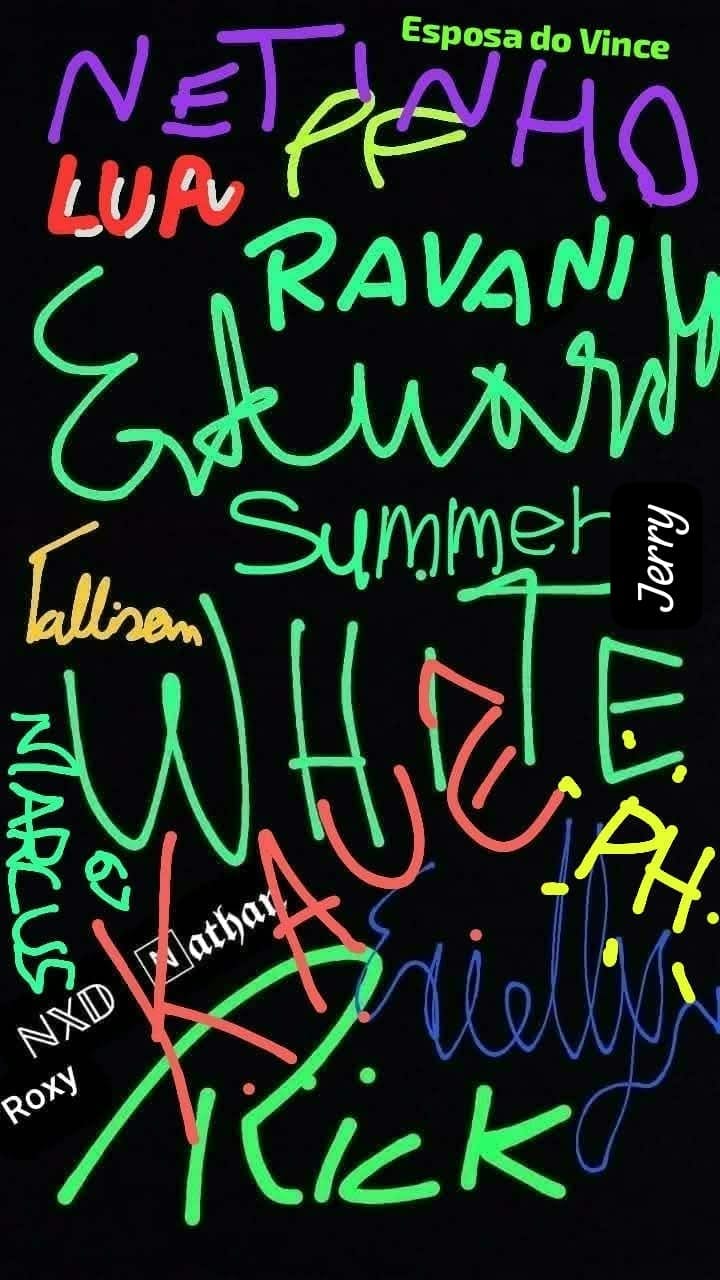 Esposa do Vince
NETINHO
PP
LUA
RAVANI
Eduardo
Summer
Jerry
Tallison
WHITE
KAUE
PH.
MARCUS
Nathan
NXD
Roxy
RICK